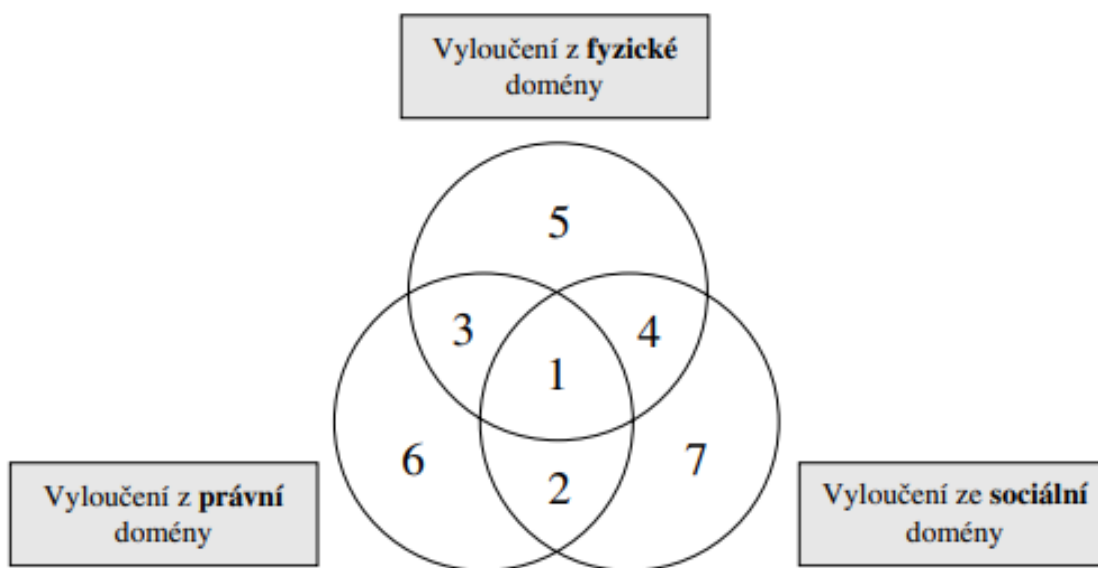 Vyloučení z fyzické
domény
5
3
4
1
6
7
2
Vyloučení z právní
domény
Vyloučení ze sociální
domény